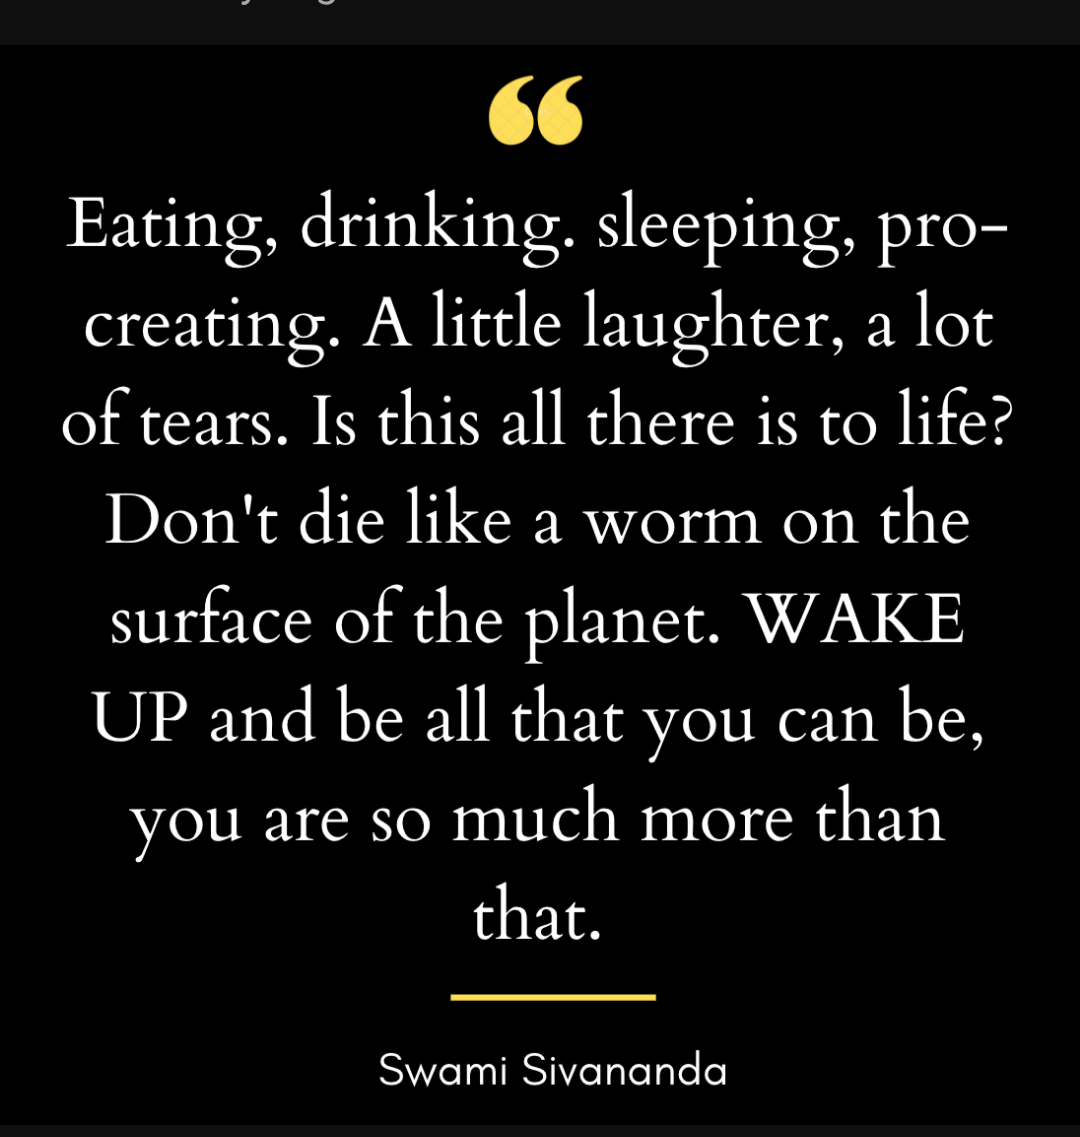 “
Eating, drinking. sleeping, pro-
creating. A little laughter, a lot
of tears. Is this all there is to life?
Don't die like a worm on the
surface of the planet. WAKE
UP and be all that you can be,
you are so much more than
that.
Swami Sivananda